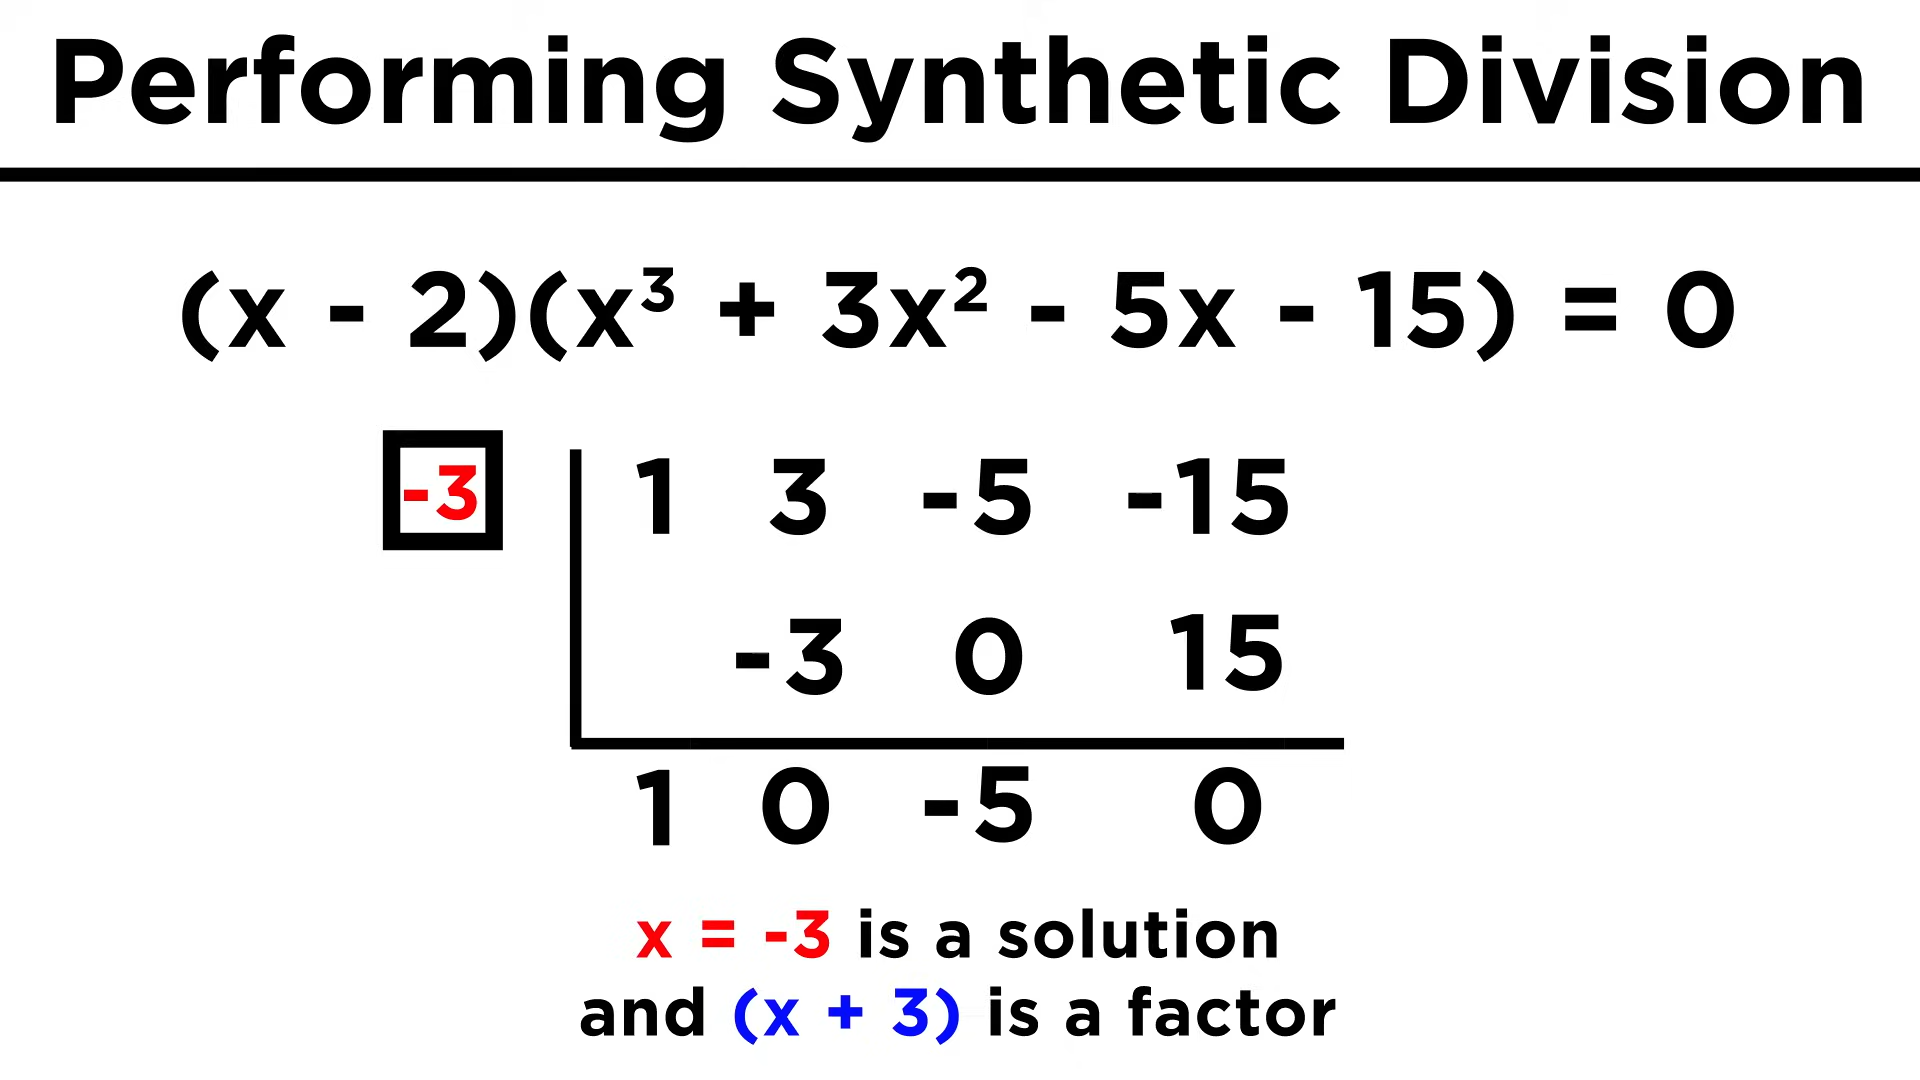 Performing Synthetic Division
(x - 2)(x³ + 3x² - 5x - 15) = 0
-3 1 3 -5 -15
-3 0 15
1 0 -5 0
x = -3 is a solution
and (x + 3) is a factor